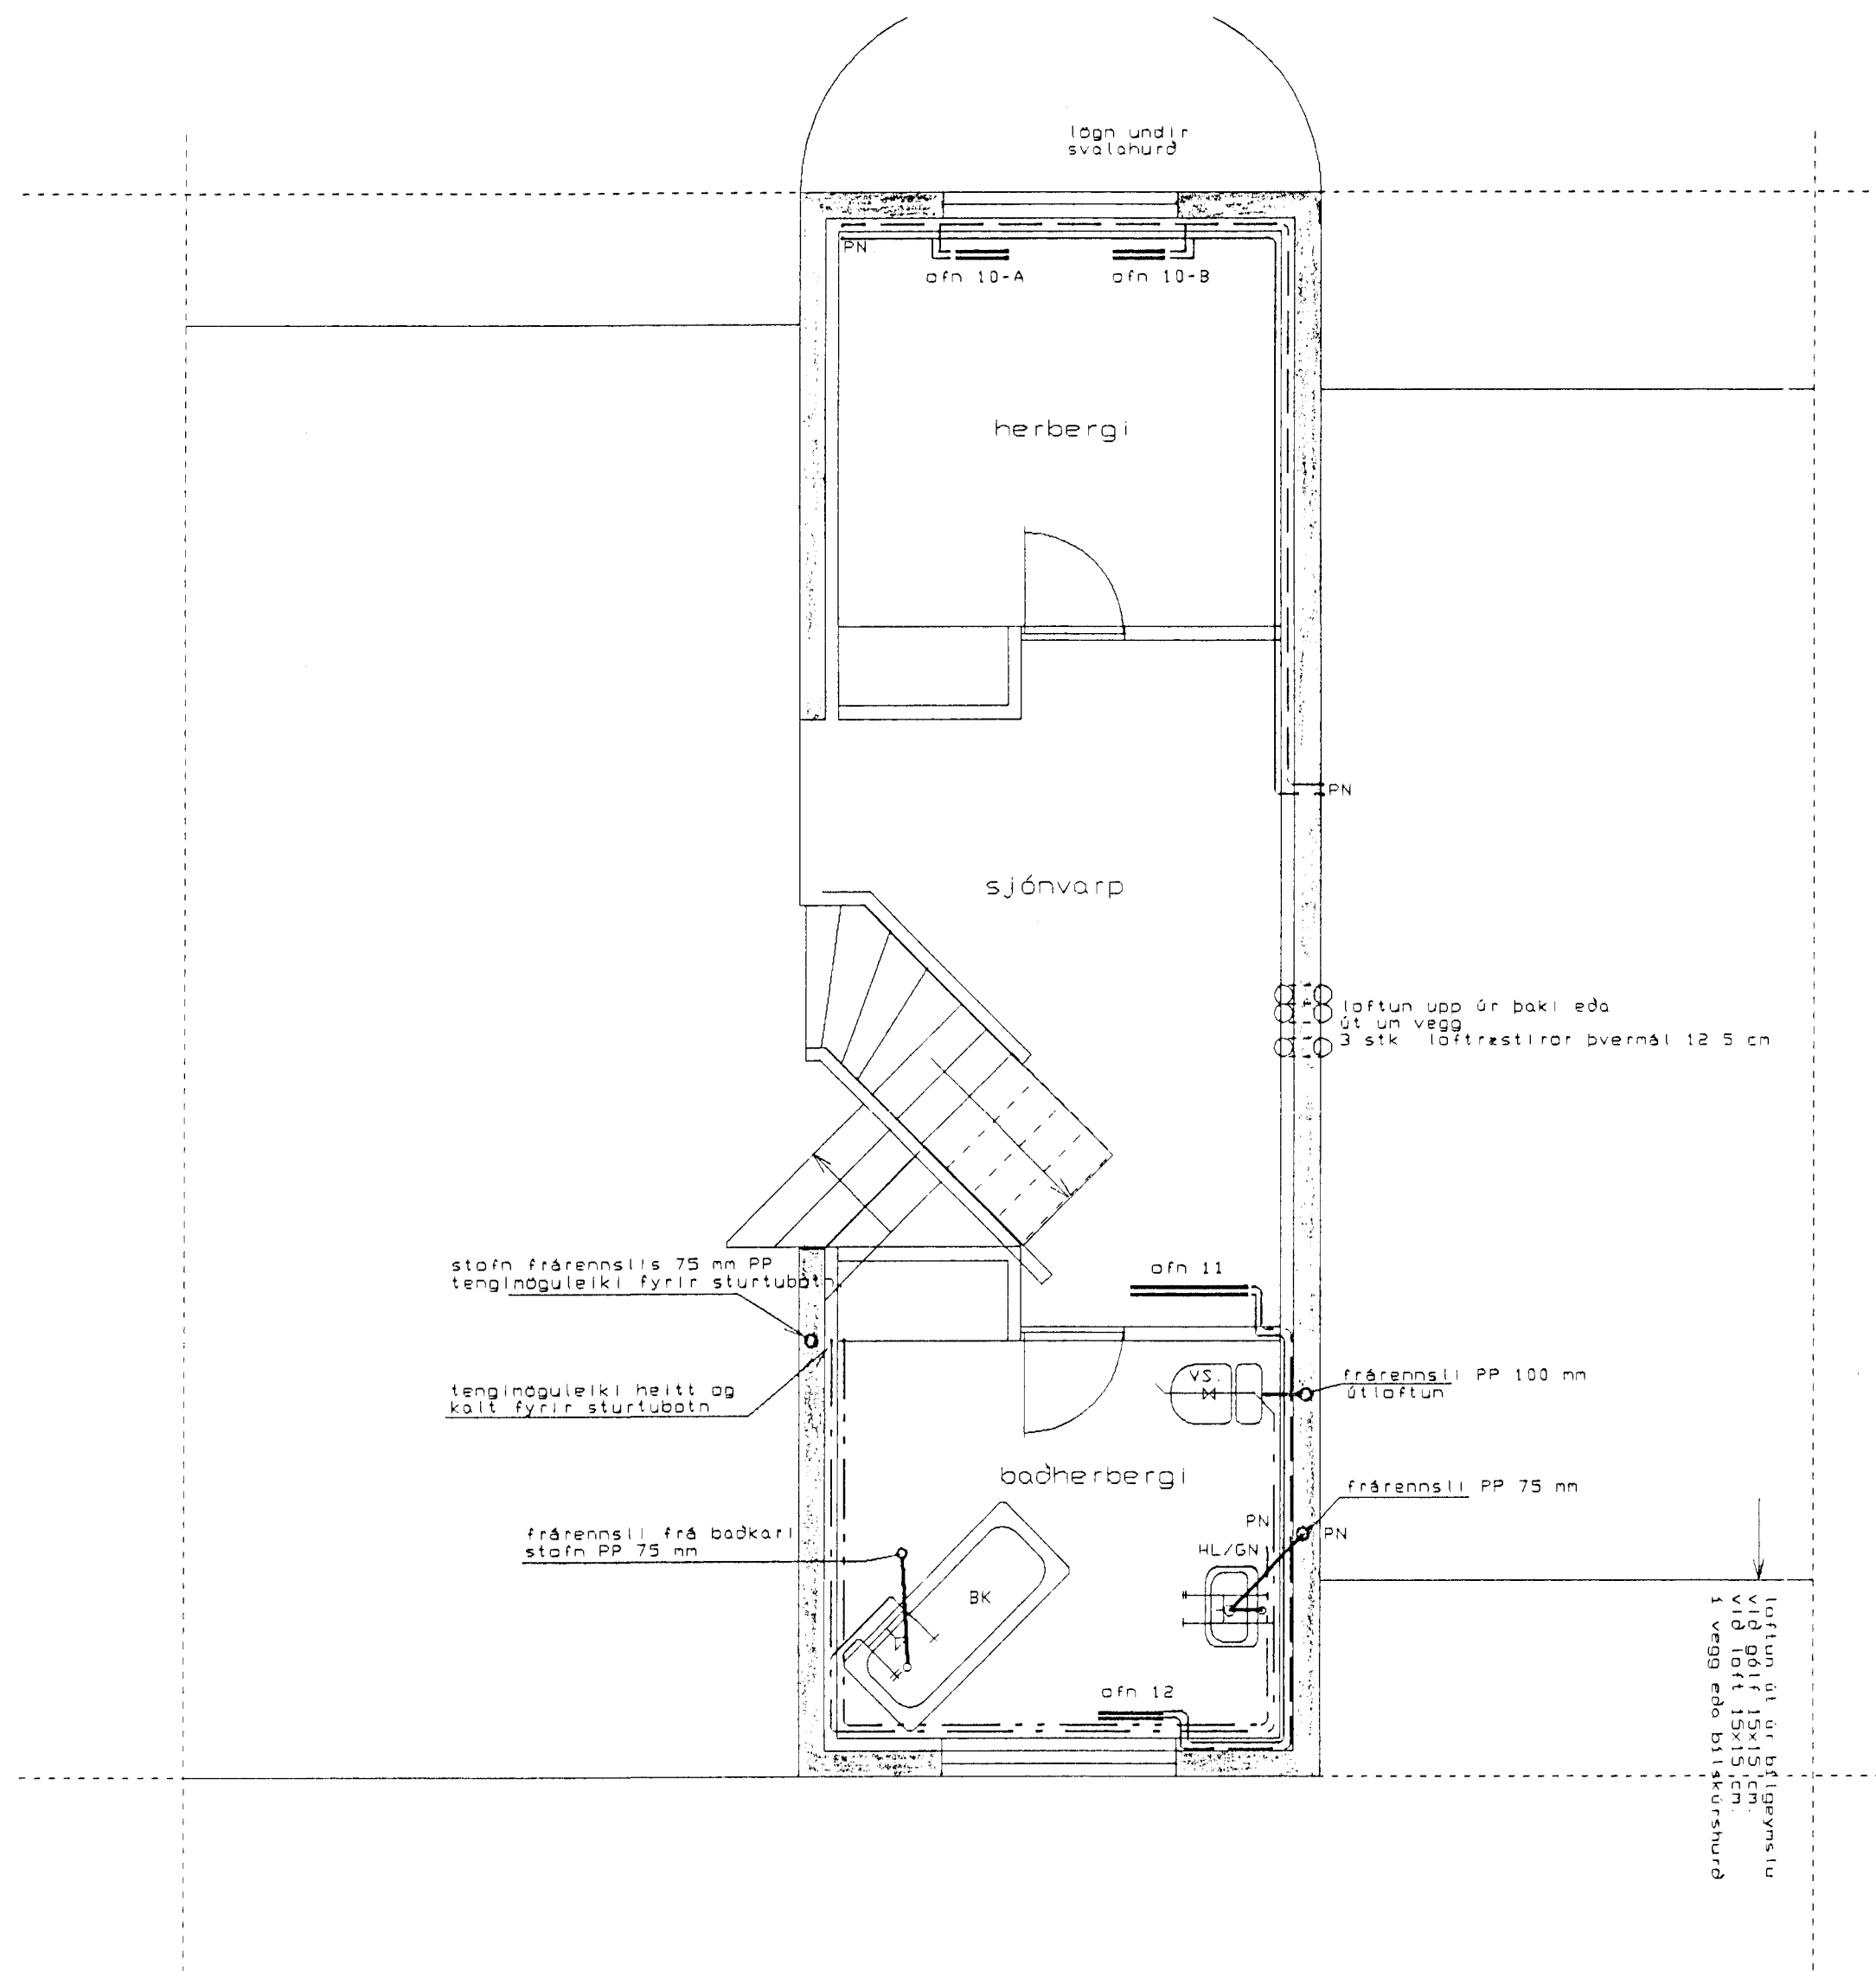 lögn undir
svalahurð
PN
ofn 10-A
ofn 10-B
herbergi
PN
sjónvarp
loftun upp úr þaki eða
út um vegg
3 stk loftræstirör þvermál 12 5 cm
stofn frárennslis 75 mm PP
tengimöguleiki fyrir sturtubotn
ofn 11
tengimöguleiki heitt og
kalt fyrir sturtubotn
VS.
frárennsli PP 100 mm
útloftun
baðherbergi
frárennsli PP 75 mm
frárennsli frá baðkari
stofn PP 75 mm
PN
PN
HL/GN
BK
ofn 12
loftun út úr bílgeymslu
við gólf 15x15 cm.
við loft 15x15 cm.
í vegg eða bílskúrshurð